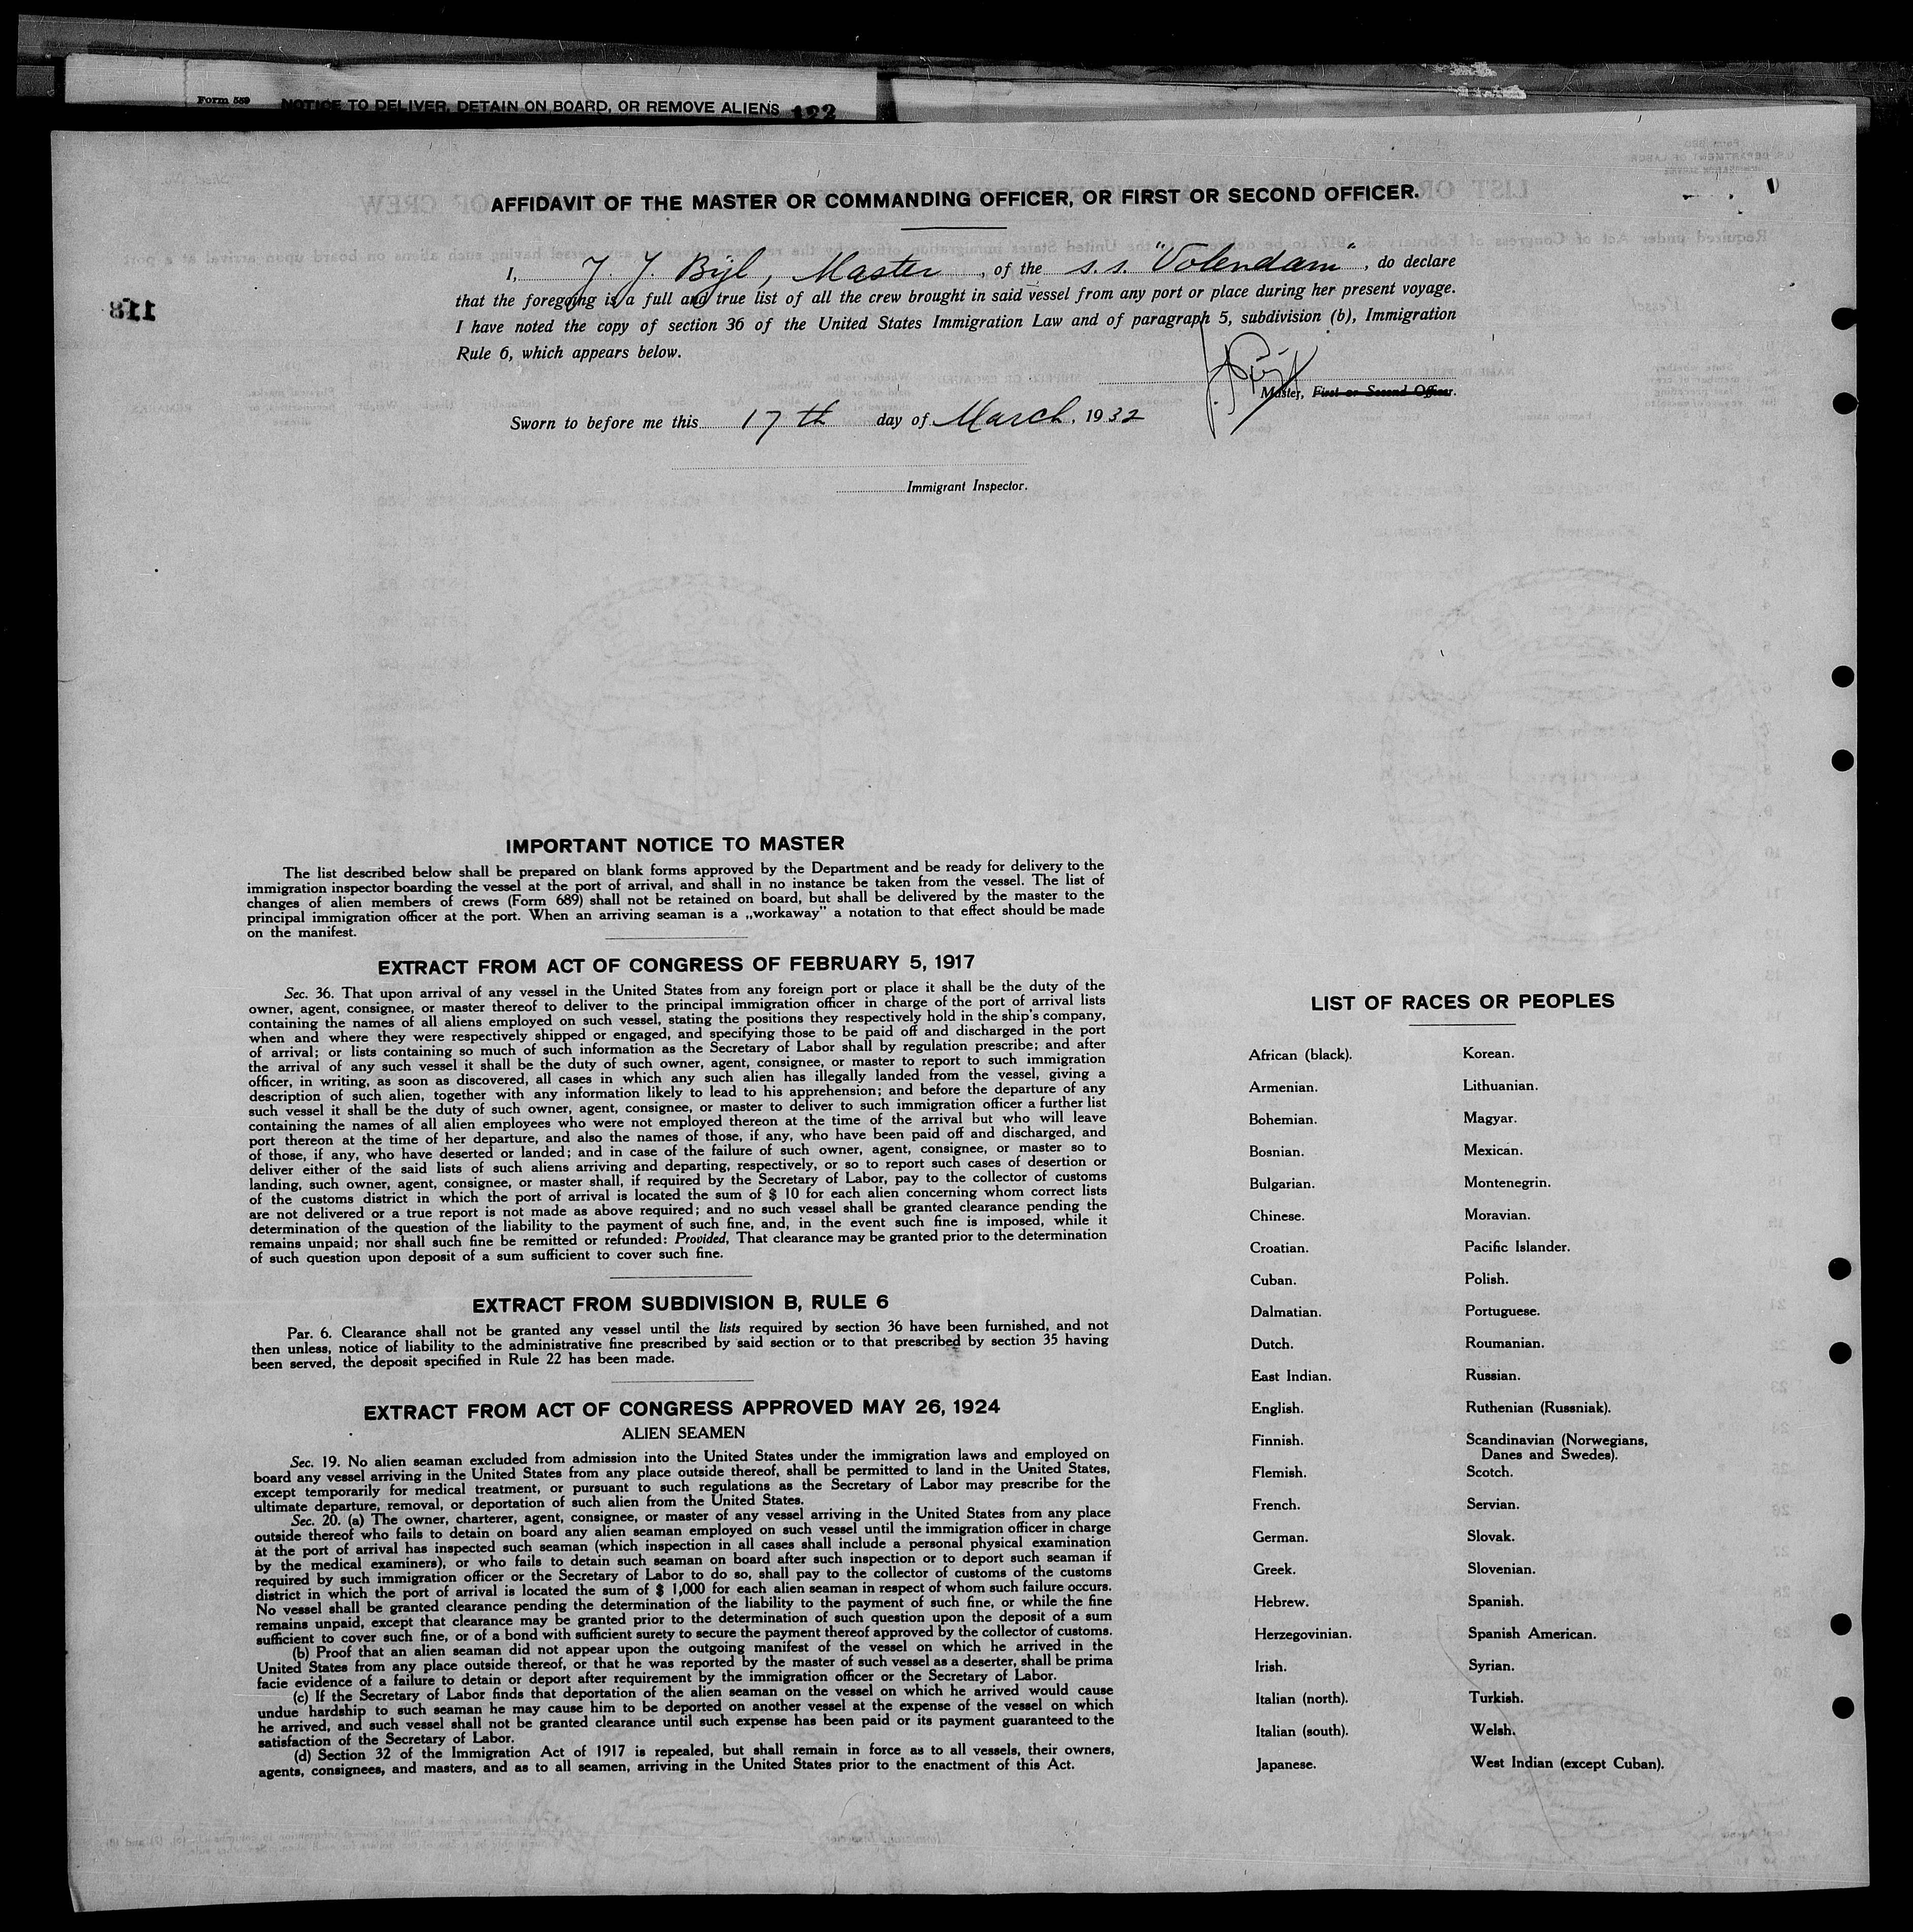 Form 559 NOTICE TO DELIVER, DETAIN ON BOARD, OR REMOVE ALIENS 122
AFFIDAVIT OF THE MASTER OR COMMANDING OFFICER, OR FIRST OR SECOND OFFICER.
I, J. J. Bijl, Master, of the s.s. "Volendam", do declare
that the foregoing is a full and true list of all the crew brought in said vessel from any port or place during her present voyage.
118
I have noted the copy of section 36 of the United States Immigration Law and of paragraph 5, subdivision (b), Immigration
Rule 6, which appears below.
Master, First or Second Officer.
Sworn to before me this 17th day of March, 1932
Immigrant Inspector.
IMPORTANT NOTICE TO MASTER
The list described below shall be prepared on blank forms approved by the Department and be ready for delivery to the
immigration inspector boarding the vessel at the port of arrival, and shall in no instance be taken from the vessel. The list of
changes of alien members of crews (Form 689) shall not be retained on board, but shall be delivered by the master to the
principal immigration officer at the port. When an arriving seaman is a „workaway" a notation to that effect should be made
on the manifest.
EXTRACT FROM ACT OF CONGRESS OF FEBRUARY 5, 1917
Sec. 36. That upon arrival of any vessel in the United States from any foreign port or place it shall be the duty of the
owner, agent, consignee, or master thereof to deliver to the principal immigration officer in charge of the port of arrival lists
containing the names of all aliens employed on such vessel, stating the positions they respectively hold in the ship's company,
when and where they were respectively shipped or engaged, and specifying those to be paid off and discharged in the port
of arrival; or lists containing so much of such information as the Secretary of Labor shall by regulation prescribe; and after
the arrival of any such vessel it shall be the duty of such owner, agent, consignee, or master to report to such immigration
officer, in writing, as soon as discovered, all cases in which any such alien has illegally landed from the vessel, giving a
description of such alien, together with any information likely to lead to his apprehension; and before the departure of any
such vessel it shall be the duty of such owner, agent, consignee, or master to deliver to such immigration officer a further list
containing the names of all alien employees who were not employed thereon at the time of the arrival but who will leave
port thereon at the time of her departure, and also the names of those, if any, who have been paid off and discharged, and
of those, if any, who have deserted or landed; and in case of the failure of such owner, agent, consignee, or master so to
deliver either of the said lists of such aliens arriving and departing, respectively, or so to report such cases of desertion or
landing, such owner, agent, consignee, or master shall, if required by the Secretary of Labor, pay to the collector of customs
of the customs district in which the port of arrival is located the sum of $ 10 for each alien concerning whom correct lists
are not delivered or a true report is not made as above required; and no such vessel shall be granted clearance pending the
determination of the question of the liability to the payment of such fine, and, in the event such fine is imposed, while it
remains unpaid; nor shall such fine be remitted or refunded: Provided, That clearance may be granted prior to the determination
of such question upon deposit of a sum sufficient to cover such fine.
EXTRACT FROM SUBDIVISION B, RULE 6
Par. 6. Clearance shall not be granted any vessel until the lists required by section 36 have been furnished, and not
then unless, notice of liability to the administrative fine prescribed by said section or to that prescribed by section 35 having
been served, the deposit specified in Rule 22 has been made.
EXTRACT FROM ACT OF CONGRESS APPROVED MAY 26, 1924
ALIEN SEAMEN
Sec. 19. No alien seaman excluded from admission into the United States under the immigration laws and employed on
board any vessel arriving in the United States from any place outside thereof, shall be permitted to land in the United States,
except temporarily for medical treatment, or pursuant to such regulations as the Secretary of Labor may prescribe for the
ultimate departure, removal, or deportation of such alien from the United States.
Sec. 20. (a) The owner, charterer, agent, consignee, or master of any vessel arriving in the United States from any place
outside thereof who fails to detain on board any alien seaman employed on such vessel until the immigration officer in charge
at the port of arrival has inspected such seaman (which inspection in all cases shall include a personal physical examination
by the medical examiners), or who fails to detain such seaman on board after such inspection or to deport such seaman if
required by such immigration officer or the Secretary of Labor to do so, shall pay to the collector of customs of the customs
district in which the port of arrival is located the sum of $ 1,000 for each alien seaman in respect of whom such failure occurs.
No vessel shall be granted clearance pending the determination of the liability to the payment of such fine, or while the fine
remains unpaid, except that clearance may be granted prior to the determination of such question upon the deposit of a sum
sufficient to cover such fine, or of a bond with sufficient surety to secure the payment thereof approved by the collector of customs.
(b) Proof that an alien seaman did not appear upon the outgoing manifest of the vessel on which he arrived in the
United States from any place outside thereof, or that he was reported by the master of such vessel as a deserter, shall be prima
facie evidence of a failure to detain or deport after requirement by the immigration officer or the Secretary of Labor.
(c) If the Secretary of Labor finds that deportation of the alien seaman on the vessel on which he arrived would cause
undue hardship to such seaman he may cause him to be deported on another vessel at the expense of the vessel on which
he arrived, and such vessel shall not be granted clearance until such expense has been paid or its payment guaranteed to the
satisfaction of the Secretary of Labor.
(d) Section 32 of the Immigration Act of 1917 is repealed, but shall remain in force as to all vessels, their owners,
agents, consignees, and masters, and as to all seamen, arriving in the United States prior to the enactment of this Act.
LIST OF RACES OR PEOPLES
African (black). Korean.
Armenian. Lithuanian.
Bohemian. Magyar.
Bosnian. Mexican.
Bulgarian. Montenegrin.
Chinese. Moravian.
Croatian. Pacific Islander.
Cuban. Polish.
Dalmatian. Portuguese.
Dutch. Roumanian.
East Indian. Russian.
English. Ruthenian (Russniak).
Finnish. Scandinavian (Norwegians,
Danes and Swedes).
Flemish. Scotch.
French. Servian.
German. Slovak.
Greek. Slovenian.
Hebrew. Spanish.
Herzegovinian. Spanish American.
Irish. Syrian.
Italian (north). Turkish.
Italian (south). Welsh.
Japanese. West Indian (except Cuban).